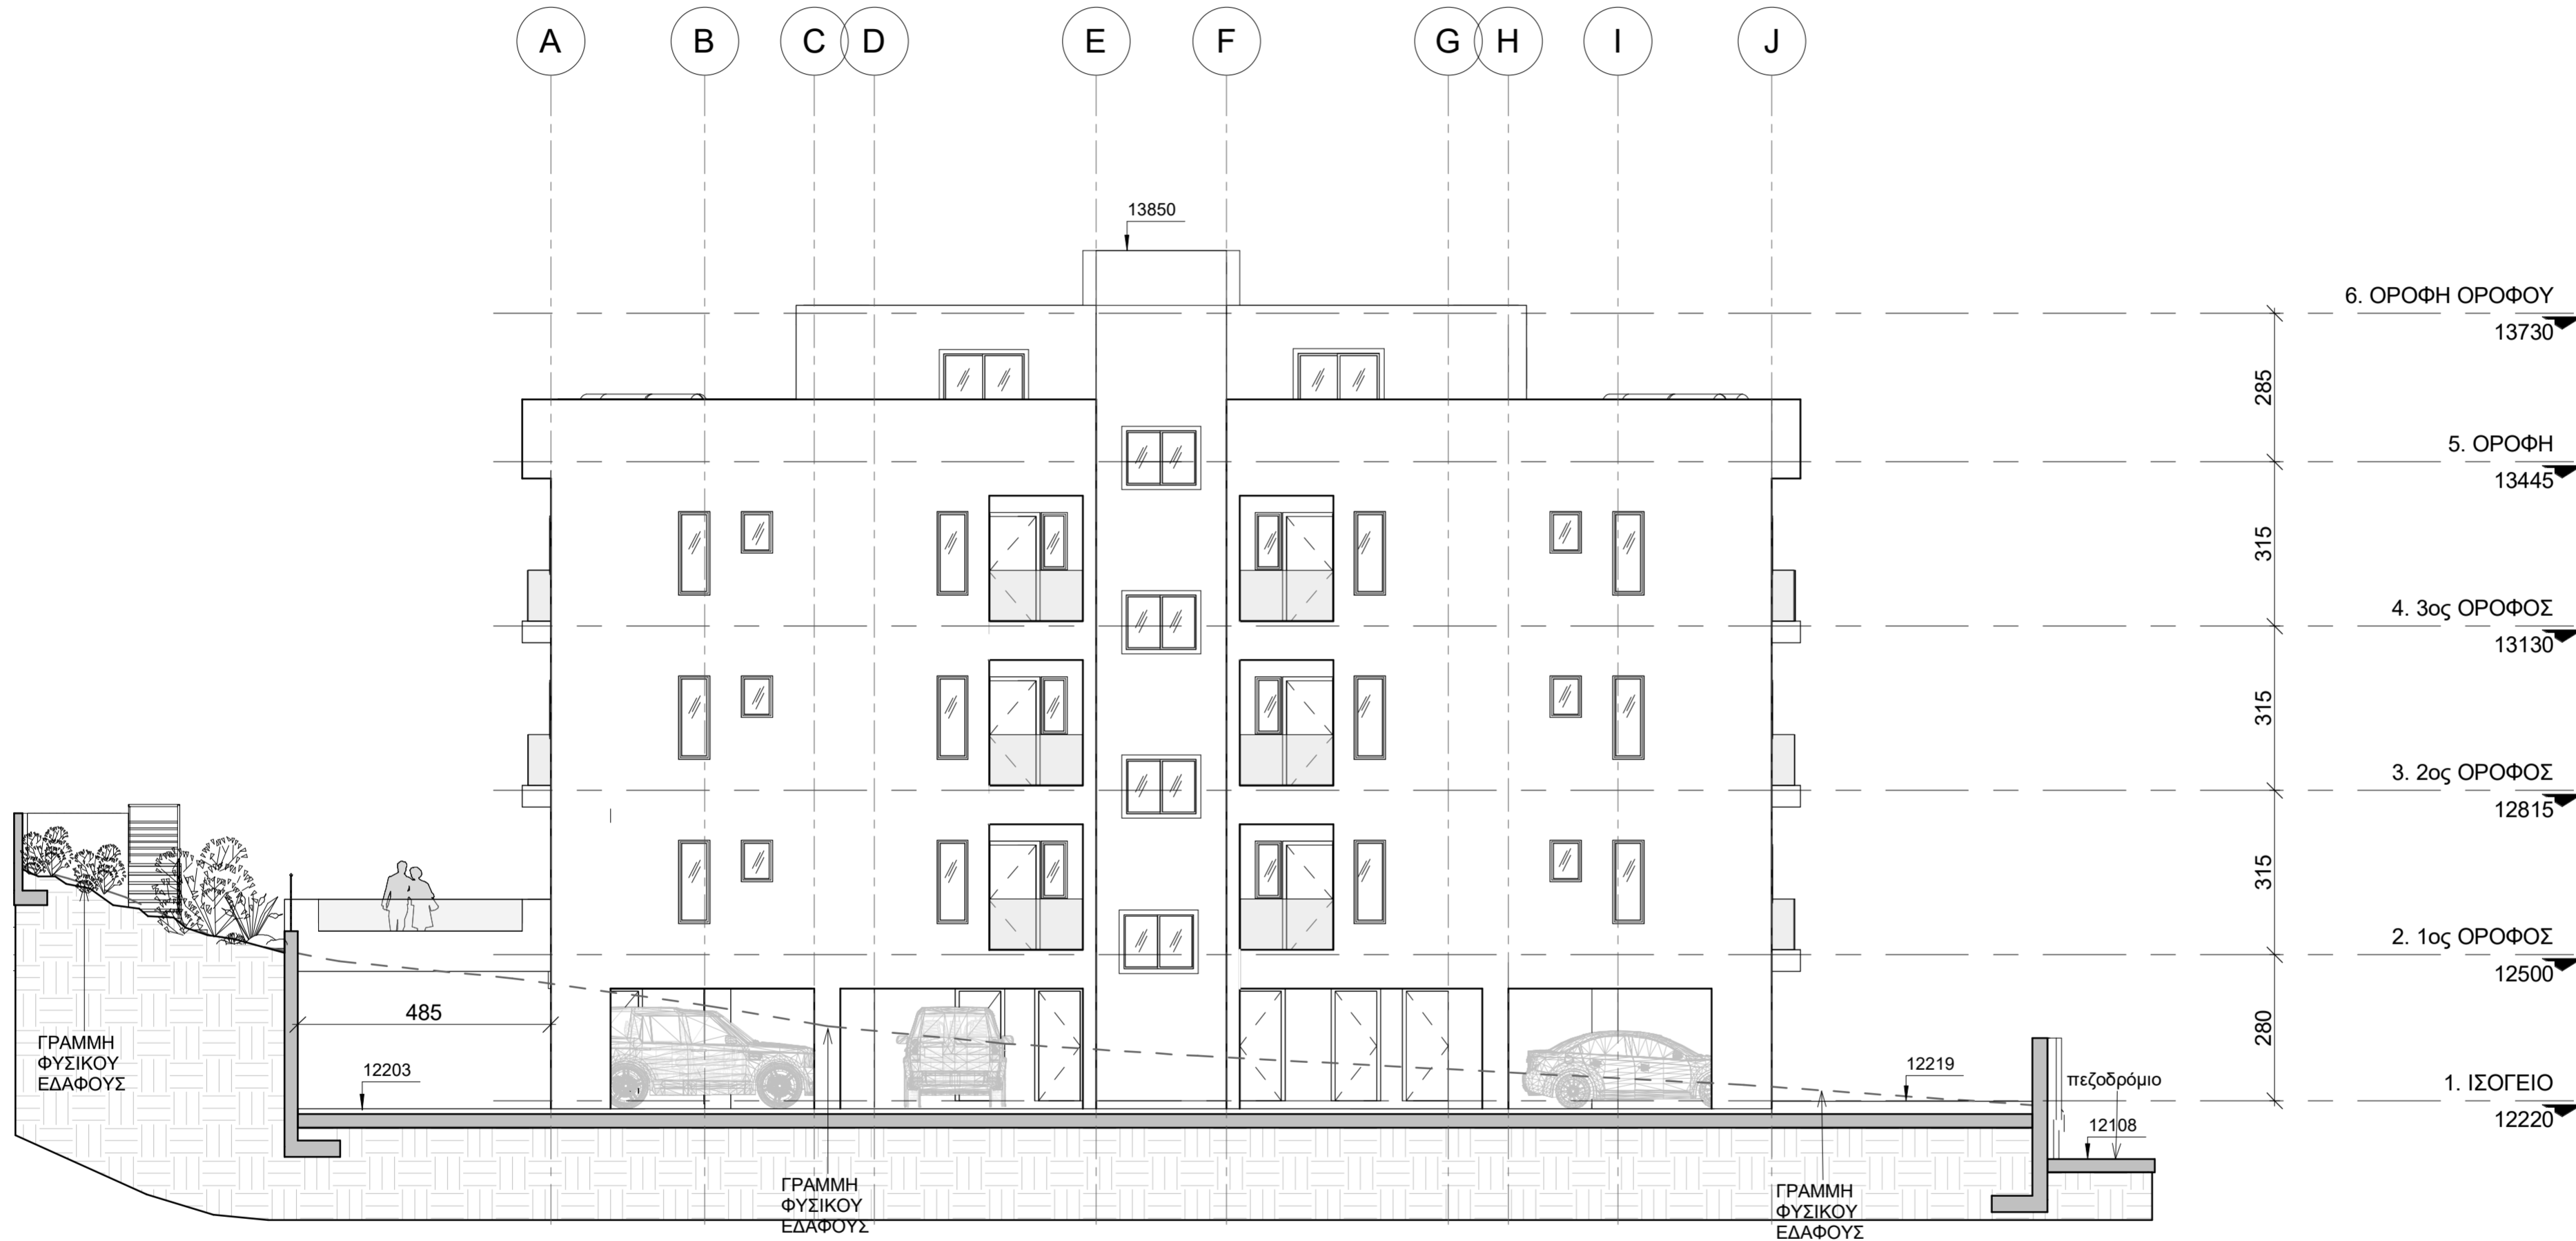 A
B
C
D
E
F
G
H
I
J
13850
6. ΟΡΟΦΗ ΟΡΟΦΟΥ
13730
285
5. ΟΡΟΦΗ
13445
315
4. 3ος ΟΡΟΦΟΣ
13130
315
3. 2ος ΟΡΟΦΟΣ
12815
315
2. 1ος ΟΡΟΦΟΣ
12500
280
1. ΙΣΟΓΕΙΟ
12220
485
ΓΡΑΜΜΗ
ΦΥΣΙΚΟΥ
ΕΔΑΦΟΥΣ
12203
12219
πεζοδρόμιο
12108
ΓΡΑΜΜΗ
ΦΥΣΙΚΟΥ
ΕΔΑΦΟΥΣ
ΓΡΑΜΜΗ
ΦΥΣΙΚΟΥ
ΕΔΑΦΟΥΣ